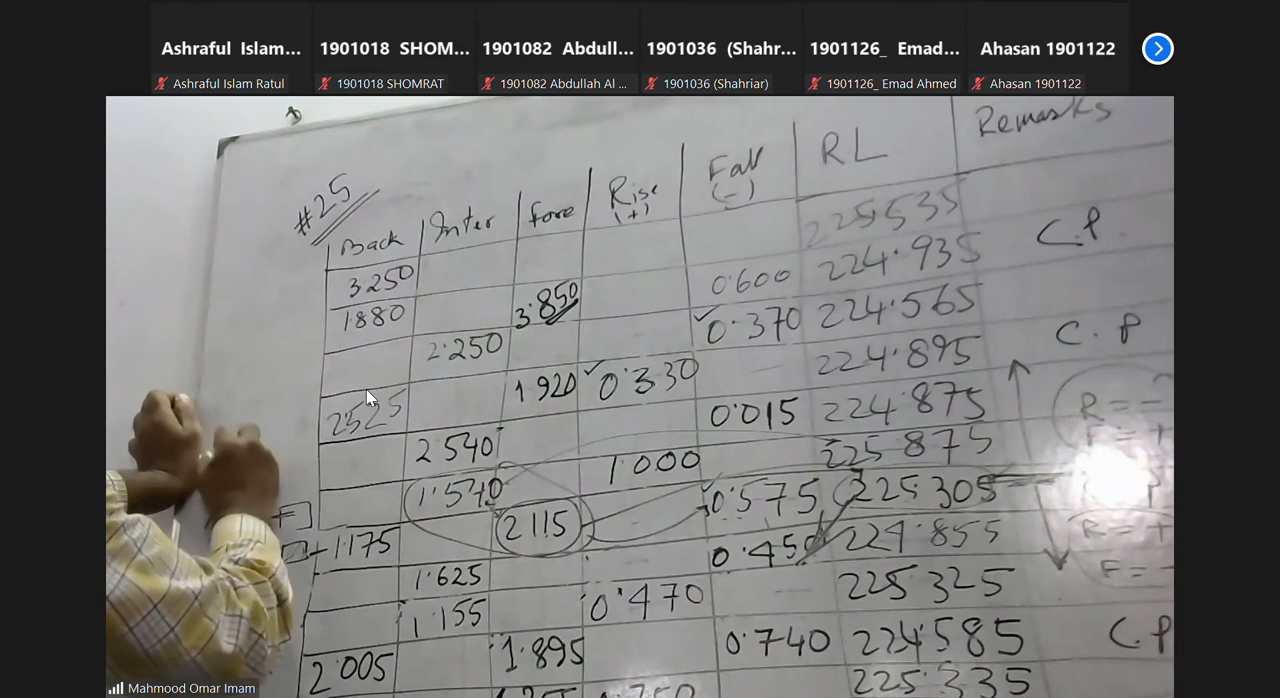 Ashraful Islam... 1901018 SHOM... 1901082 Abdull... 1901036 (Shahr... 1901126_ Emad... Ahasan 1901122
Ashraful Islam Ratul 1901018 SHOMRAT 1901082 Abdullah Al ... 1901036 (Shahriar) 1901126_ Emad Ahmed Ahasan 1901122
#25
Back Inter Fore Rise (+) Fall (-) RL Remarks
3.250 225.535
1.880 3.850 0.600 224.935 C.P.
2.250 0.370 224.565
2.525 1.920 0.330 224.895 C.P
2.540 0.015 224.875
1.540 1.000 225.875
1.175 2.115 0.575 225.305
1.625 0.450 224.855
1.155 0.470 225.325
2.005 1.895 0.740 224.585 C.P
225.335
R = -
R = +
F = -
Mahmood Omar Imam